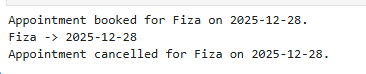 Appointment booked for Fiza on 2025-12-28.
Fiza -> 2025-12-28
Appointment cancelled for Fiza on 2025-12-28.